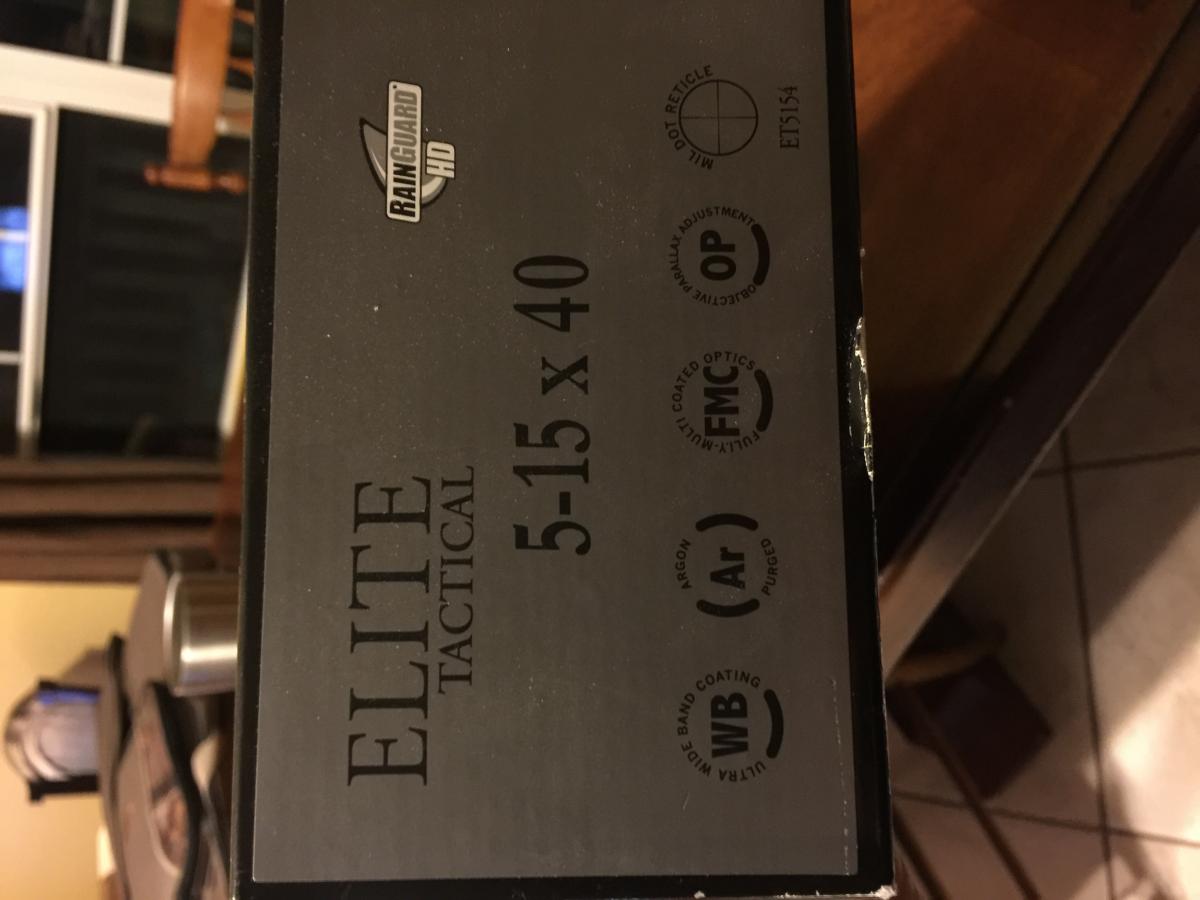 ELITE
TACTICAL
RAINGUARD®
HD
5-15 x 40
ULTRA WIDE BAND COATING
WB
ARGON
(Ar)
PURGED
FULLY-MULTI COATED OPTICS
FMC
OBJECTIVE PARALLAX ADJUSTMENT
OP
MIL DOT RETICLE
ET5154